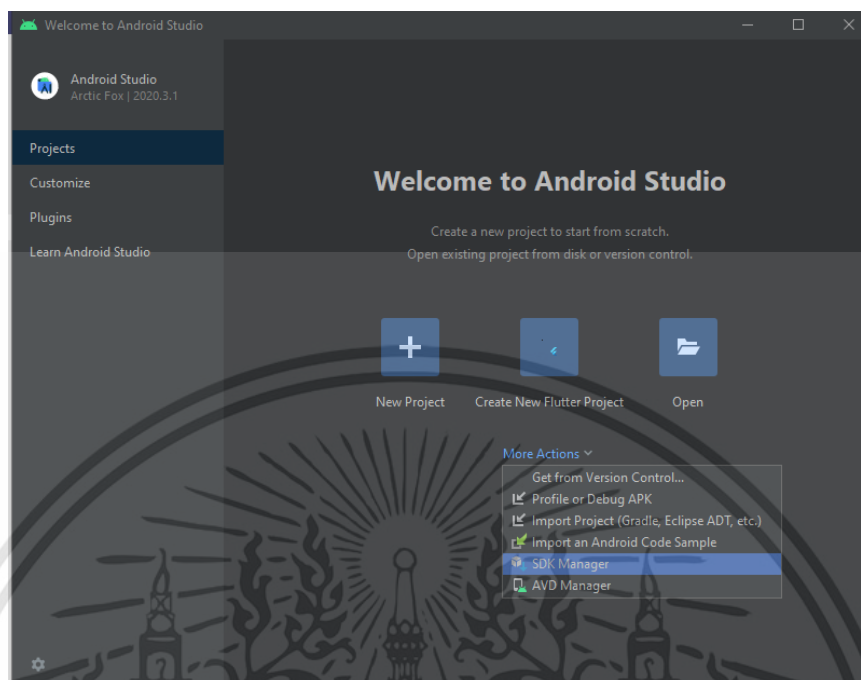 Welcome to Android Studio
Android Studio
Arctic Fox | 2020.3.1
Projects
Customize
Plugins
Learn Android Studio
Welcome to Android Studio
Create a new project to start from scratch.
Open existing project from disk or version control.
New Project
Create New Flutter Project
Open
More Actions
Get from Version Control...
Profile or Debug APK
Import Project (Gradle, Eclipse ADT, etc.)
Import an Android Code Sample
SDK Manager
AVD Manager